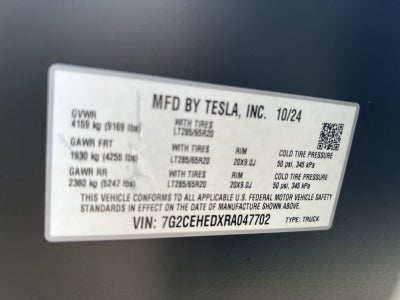 MFD BY TESLA, INC. 10/24
GVWR
4159 kg (9169 lbs) WITH TIRES
LT285/65R20
GAWR FRT
1930 kg (4255 lbs) WITH TIRES LT285/65R20 RIM 20X9.0J COLD TIRE PRESSURE 50 psi, 345 kPa
GAWR RR
2380 kg (5247 lbs) WITH TIRES LT285/65R20 RIM 20X9.0J COLD TIRE PRESSURE 50 psi, 345 kPa
THIS VEHICLE CONFORMS TO ALL APPLICABLE U.S. FEDERAL MOTOR VEHICLE SAFETY
STANDARDS IN EFFECT ON THE DATE OF MANUFACTURE SHOWN ABOVE.
VIN: 7G2CEHEDXRA047702 TYPE: TRUCK